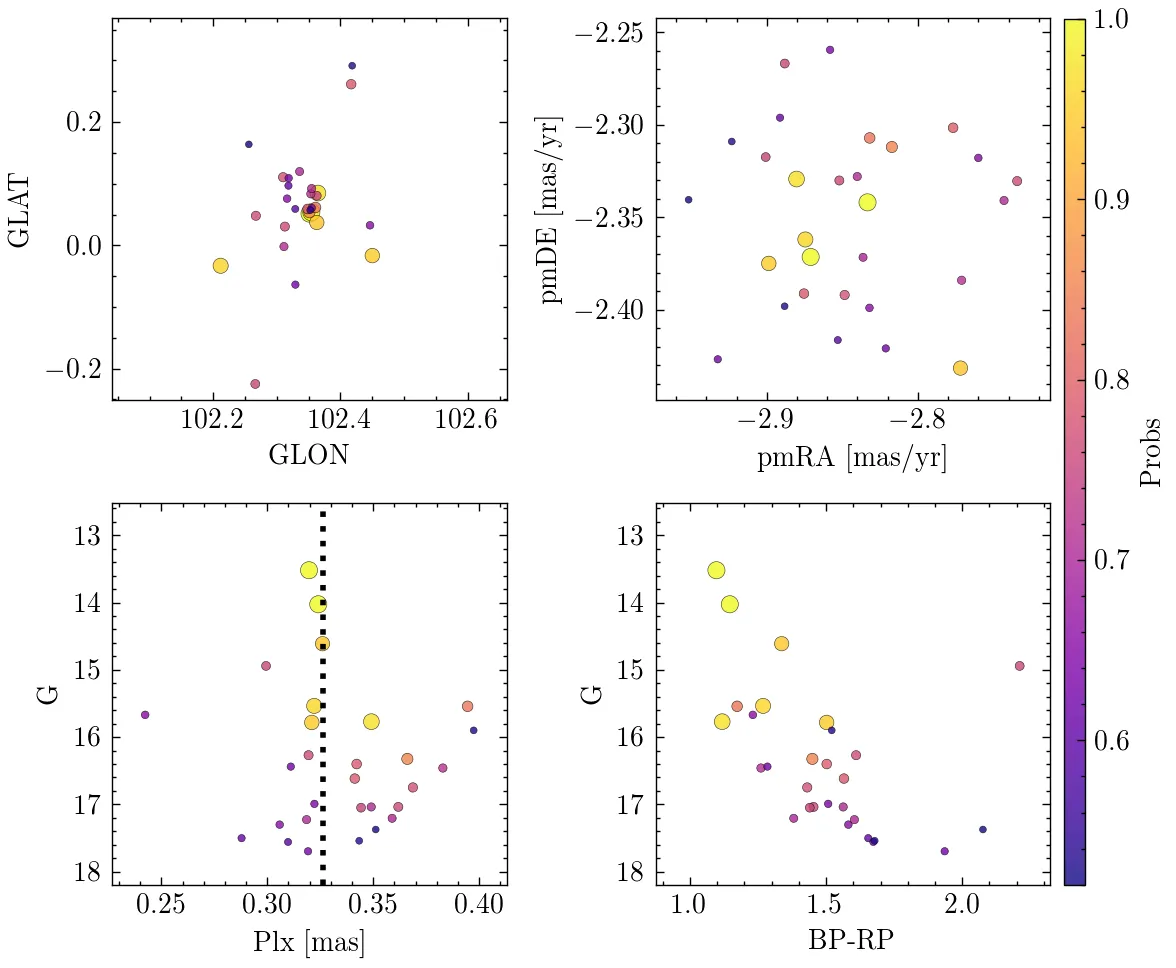 GLAT
0.2
0.0
−0.2
102.2 102.4 102.6
GLON
pmDE [mas/yr]
−2.25
−2.30
−2.35
−2.40
−2.9 −2.8
pmRA [mas/yr]
G
13
14
15
16
17
18
0.25 0.30 0.35 0.40
Plx [mas]
G
13
14
15
16
17
18
1.0 1.5 2.0
BP-RP
1.0
0.9
0.8
0.7
0.6
Probs